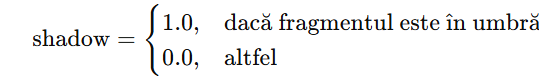 shadow = { 1.0, dacă fragmentul este în umbră
0.0, altfel